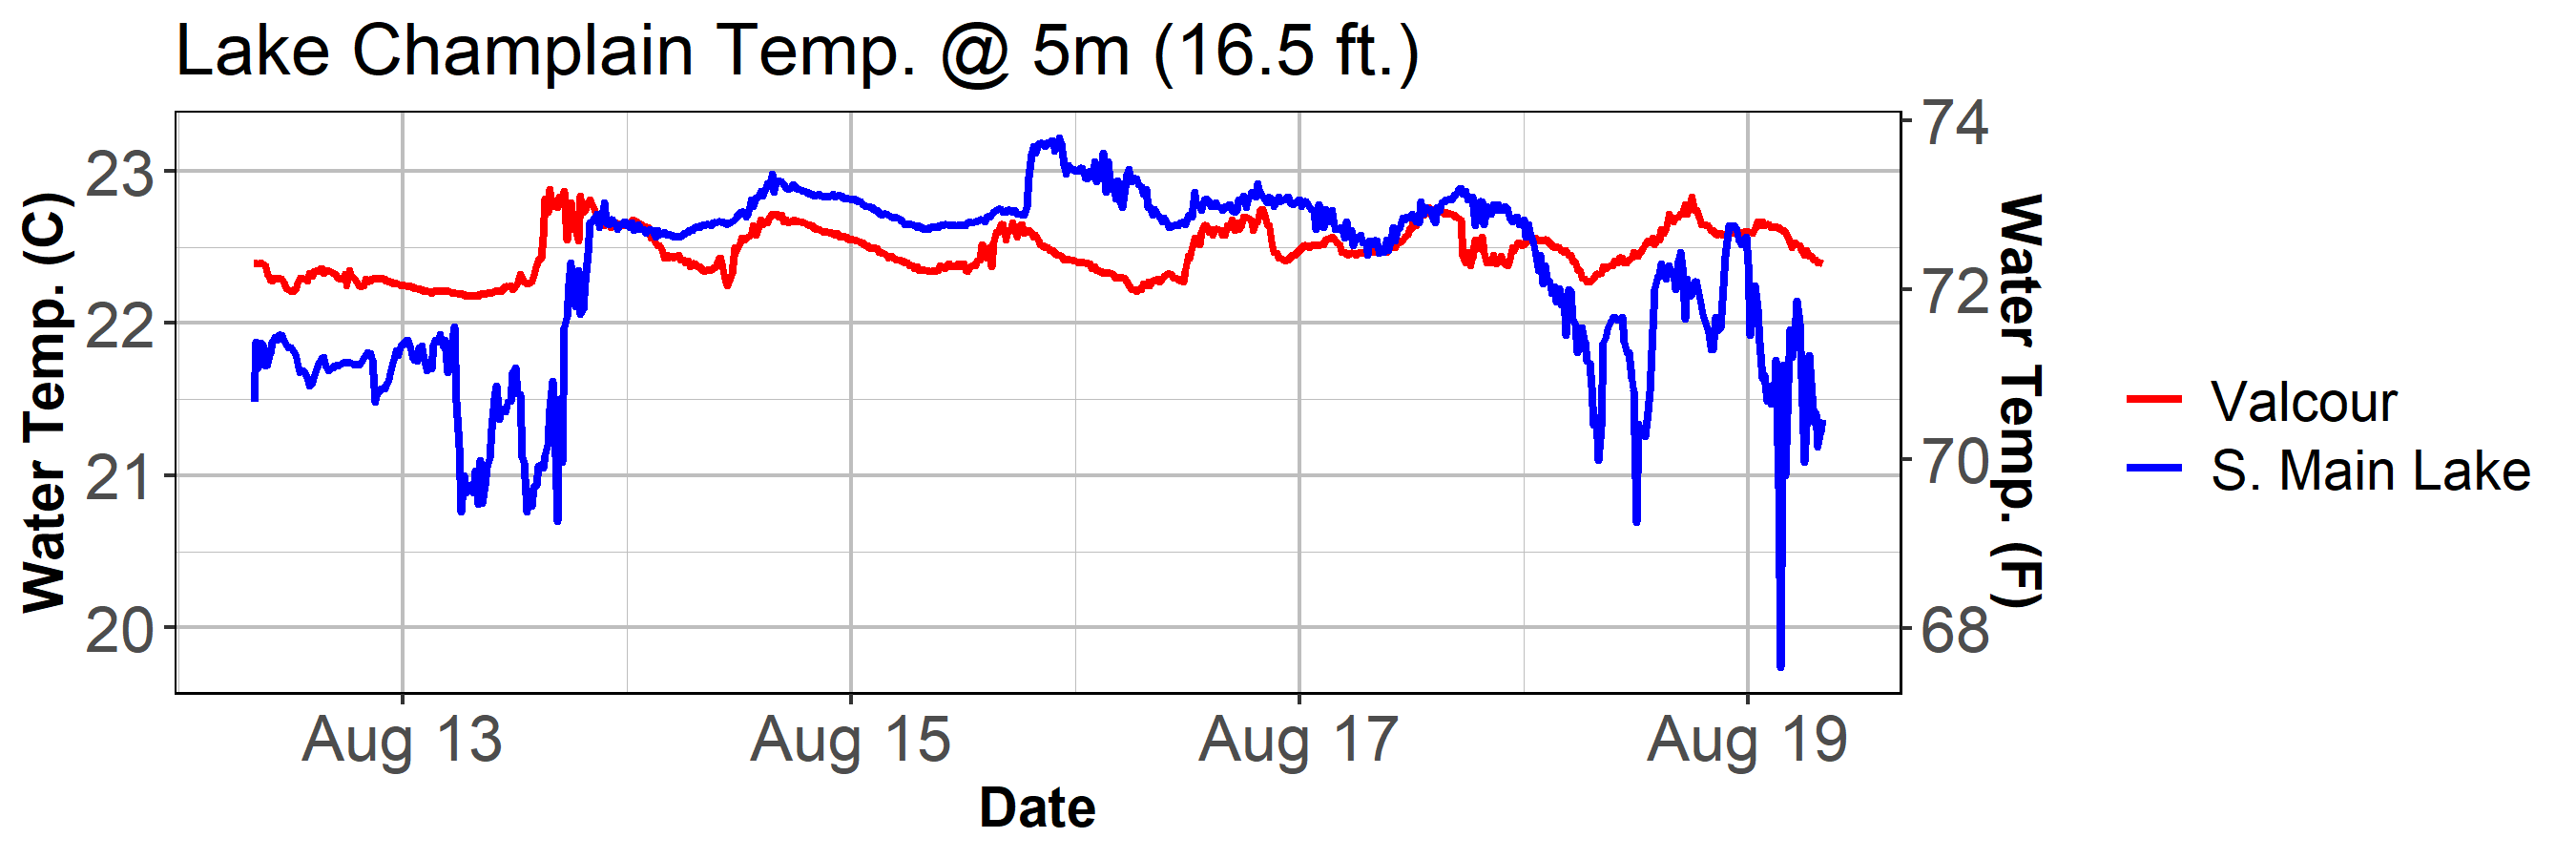 Lake Champlain Temp. @ 5m (16.5 ft.)
Water Temp. (C)
23
22
21
20
74
72
70
68
Water Temp. (F)
Aug 13
Aug 15
Aug 17
Aug 19
Date
Valcour
S. Main Lake